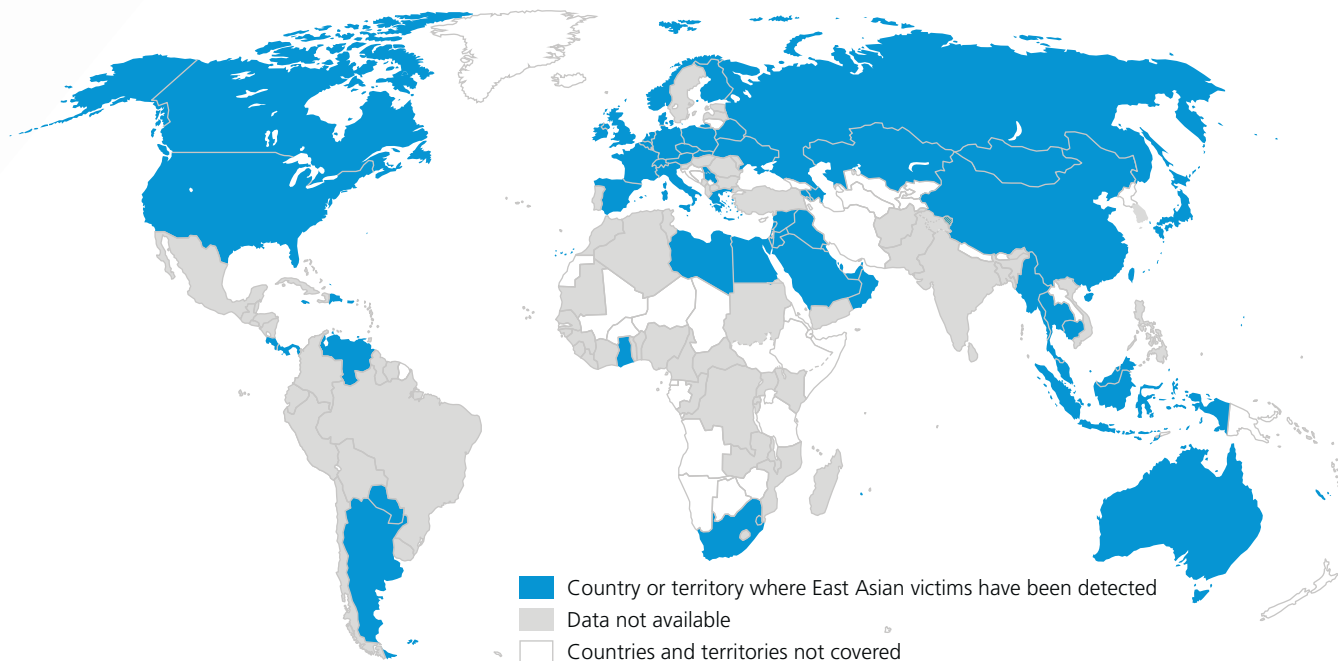 Country or territory where East Asian victims have been detected
Data not available
Countries and territories not covered